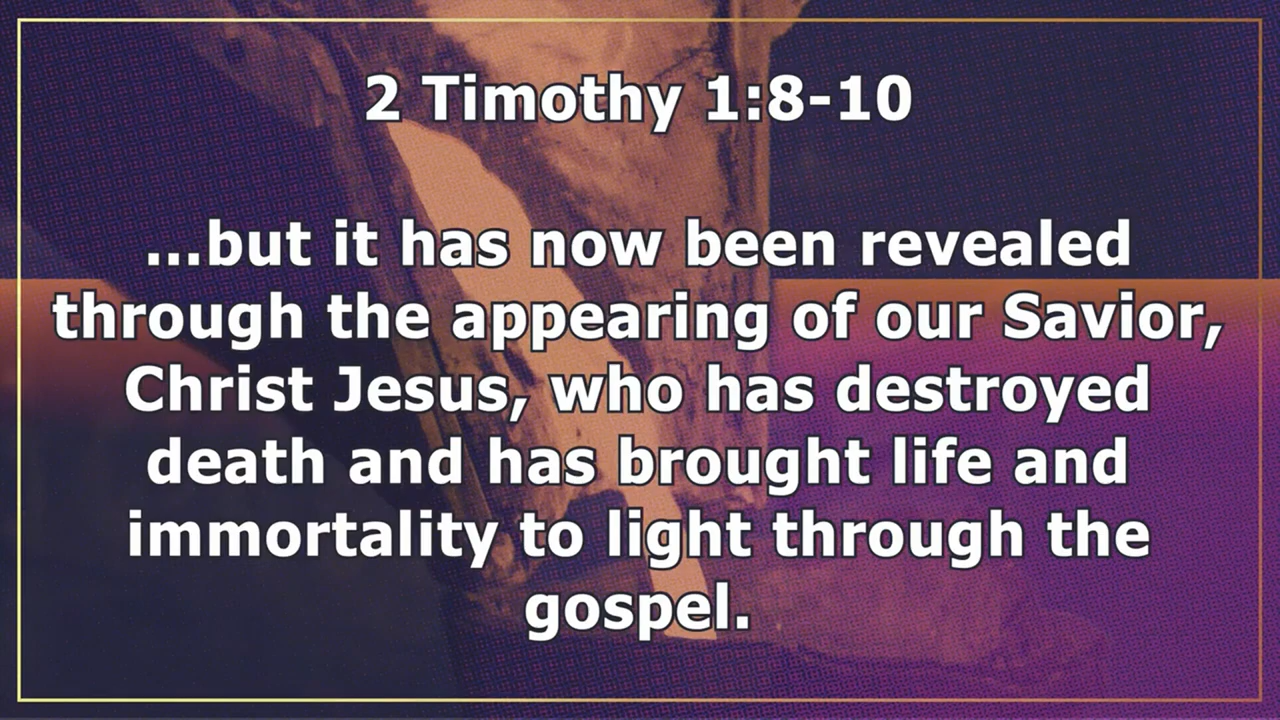 2 Timothy 1:8-10
...but it has now been revealed
through the appearing of our Savior,
Christ Jesus, who has destroyed
death and has brought life and
immortality to light through the
gospel.